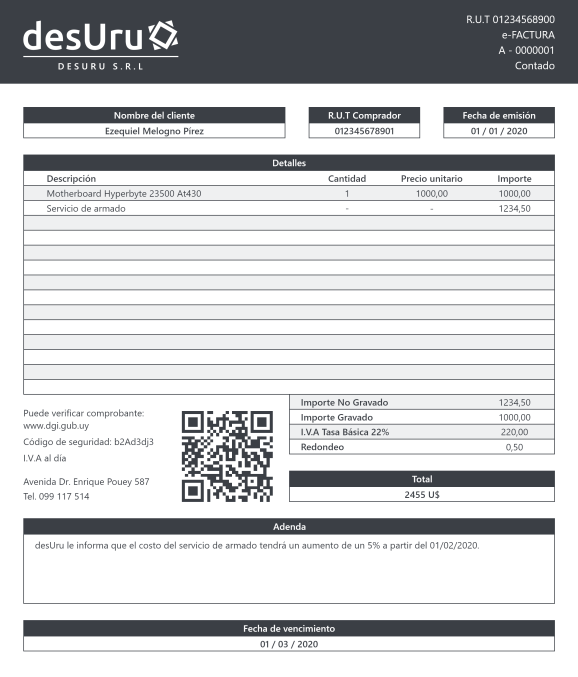 desUru
DESURU S.R.L
R.U.T 01234568900
e-FACTURA
A - 0000001
Contado
Nombre del cliente
Ezequiel Melogno Pírez
R.U.T Comprador
012345678901
Fecha de emisión
01 / 01 / 2020
Detalles
Descripción Cantidad Precio unitario Importe
Motherboard Hyperbyte 23500 At430 1 1000,00 1000,00
Servicio de armado - - 1234,50
Importe No Gravado 1234,50
Importe Gravado 1000,00
I.V.A Tasa Básica 22% 220,00
Redondeo 0,50
Puede verificar comprobante:
www.dgi.gub.uy
Código de seguridad: b2Ad3dj3
I.V.A al día
Avenida Dr. Enrique Pouey 587
Tel. 099 117 514
Total
2455 U$
Adenda
desUru le informa que el costo del servicio de armado tendrá un aumento de un 5% a partir del 01/02/2020.
Fecha de vencimiento
01 / 03 / 2020